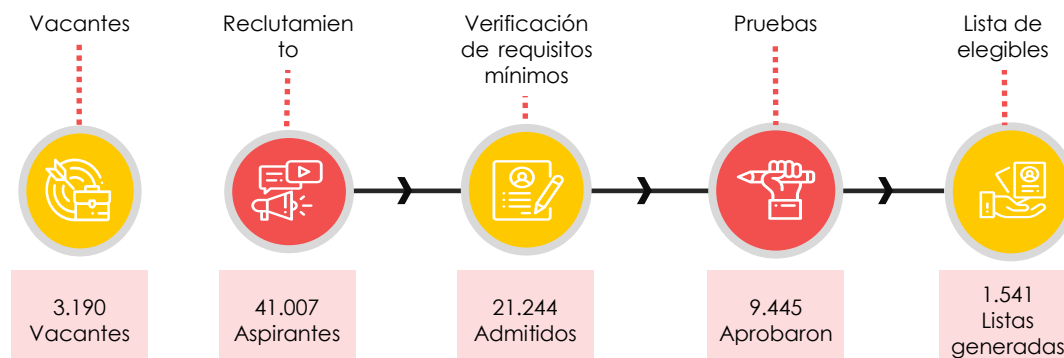 Vacantes
Reclutamien
to
Verificación
de requisitos
mínimos
Pruebas
Lista de
elegibles
3.190
Vacantes
41.007
Aspirantes
21.244
Admitidos
9.445
Aprobaron
1.541
Listas
generadas